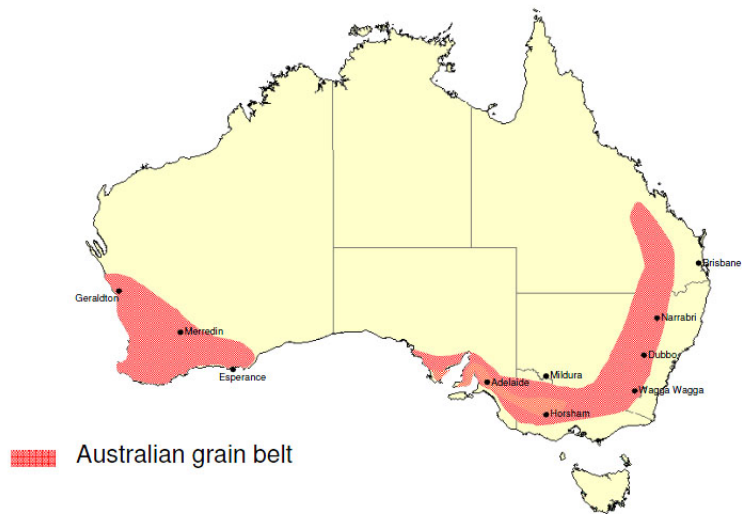 Brisbane
Geraldton
Narrabri
Merredin
Dubbo
Esperance
Mildura
Adelaide
Wagga Wagga
Horsham
Australian grain belt